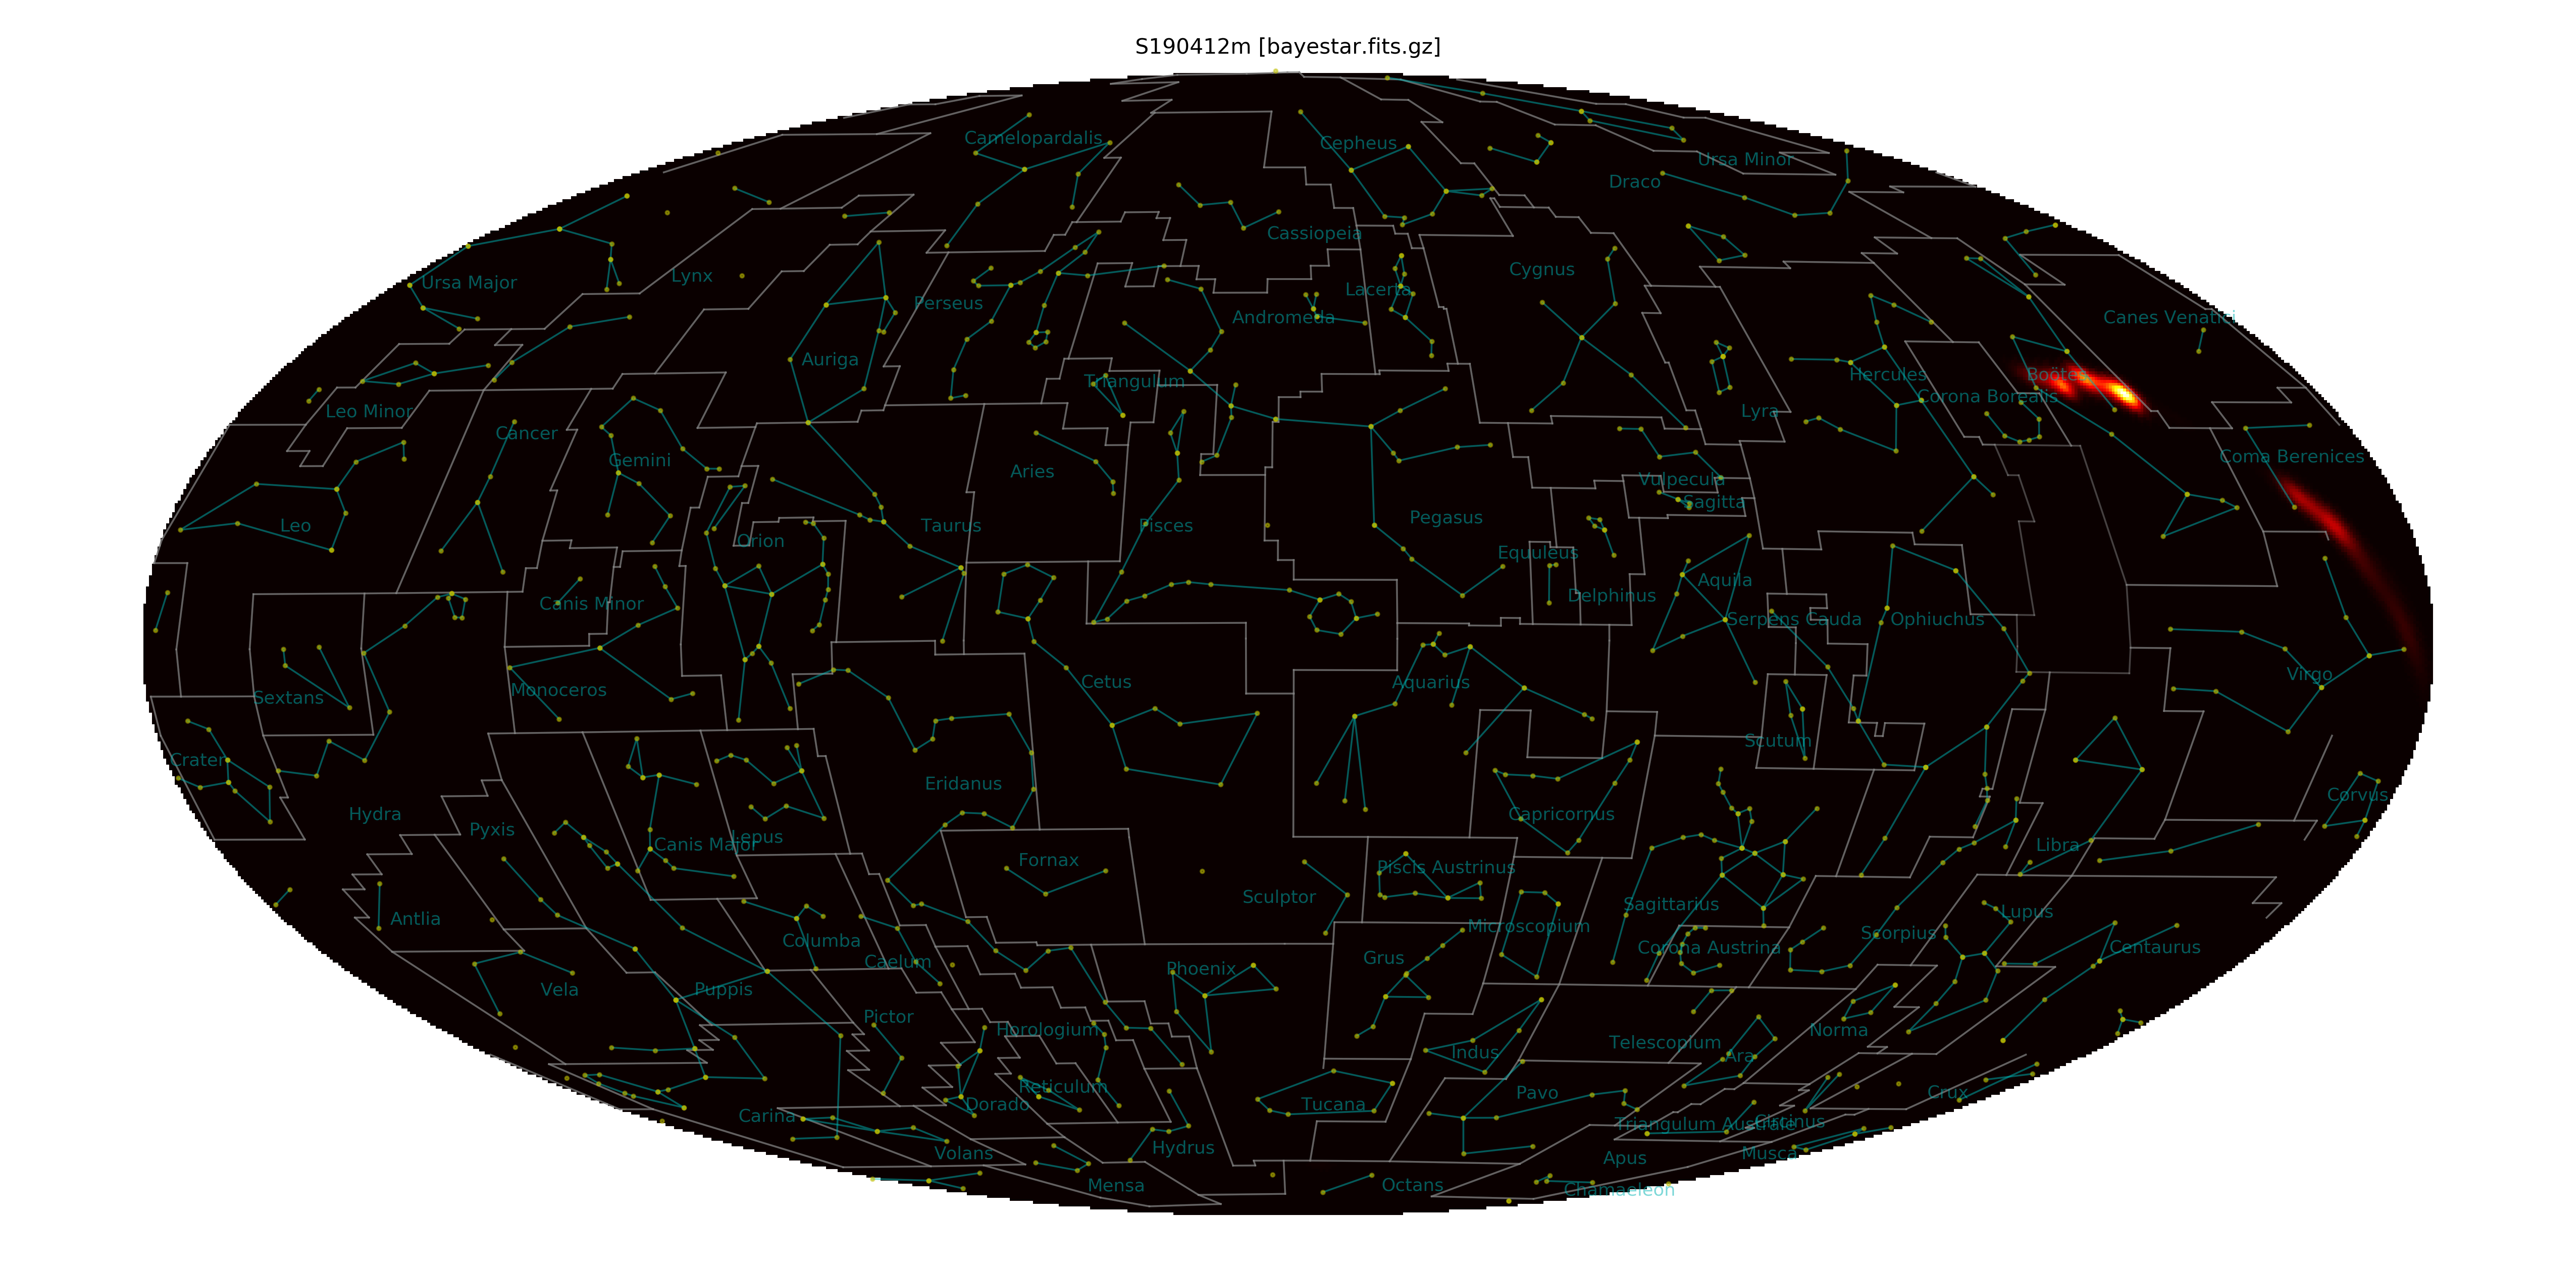 S190412m [bayestar.fits.gz]
Camelopardalis
Cepheus
Ursa Minor
Draco
Cassiopeia
Cygnus
Lynx
Ursa Major
Lacerta
Perseus
Andromeda
Canes Venatici
Auriga
Hercules
Boötes
Triangulum
Corona Borealis
Leo Minor
Lyra
Cancer
Coma Berenices
Gemini
Aries
Vulpecula
Sagitta
Pegasus
Leo
Taurus
Pisces
Orion
Equuleus
Aquila
Delphinus
Canis Minor
Serpens Cauda
Ophiuchus
Virgo
Cetus
Aquarius
Monoceros
Sextans
Scutum
Crater
Eridanus
Corvus
Hydra
Capricornus
Pyxis
Lepus
Canis Major
Libra
Fornax
Piscis Austrinus
Sculptor
Sagittarius
Lupus
Antlia
Microscopium
Scorpius
Columba
Corona Austrina
Centaurus
Grus
Caelum
Phoenix
Vela
Puppis
Pictor
Horologium
Norma
Telescopium
Indus
Ara
Reticulum
Pavo
Crux
Dorado
Tucana
Carina
Circinus
Triangulum Australe
Hydrus
Volans
Musca
Apus
Mensa
Octans
Chamaeleon